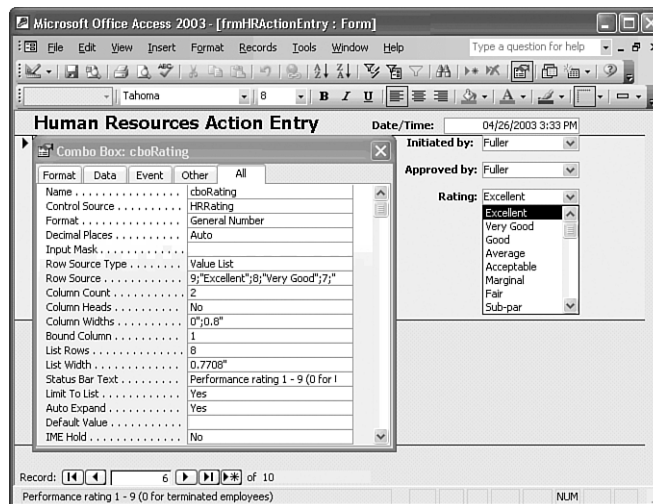 Microsoft Office Access 2003 - [frmHRActionEntry : Form]
File Edit View Insert Format Records Tools Window Help Type a question for help
Tahoma 8 B I U
Human Resources Action Entry Date/Time: 04/26/2003 3:33 PM
Initiated by: Fuller
Approved by: Fuller
Rating: Excellent
Excellent
Very Good
Good
Average
Acceptable
Marginal
Fair
Sub-par
Combo Box: cboRating
Format Data Event Other All
Name . . . . . . . . . . . . . . . . cboRating
Control Source . . . . . . . . . . HRRating
Format . . . . . . . . . . . . . . . General Number
Decimal Places . . . . . . . . . . Auto
Input Mask . . . . . . . . . . . .
Row Source Type . . . . . . . . Value List
Row Source . . . . . . . . . . . . 9;"Excellent";8;"Very Good";7;"
Column Count . . . . . . . . . . . 2
Column Heads . . . . . . . . . . . No
Column Widths . . . . . . . . . . 0";0.8"
Bound Column . . . . . . . . . . . 1
List Rows . . . . . . . . . . . . . . 8
List Width . . . . . . . . . . . . . 0.7708"
Status Bar Text . . . . . . . . . Performance rating 1 - 9 (0 for
Limit To List . . . . . . . . . . . . Yes
Auto Expand . . . . . . . . . . . Yes
Default Value . . . . . . . . . . .
IME Hold . . . . . . . . . . . . . . No
Record: 6 of 10
Performance rating 1 - 9 (0 for terminated employees) NUM